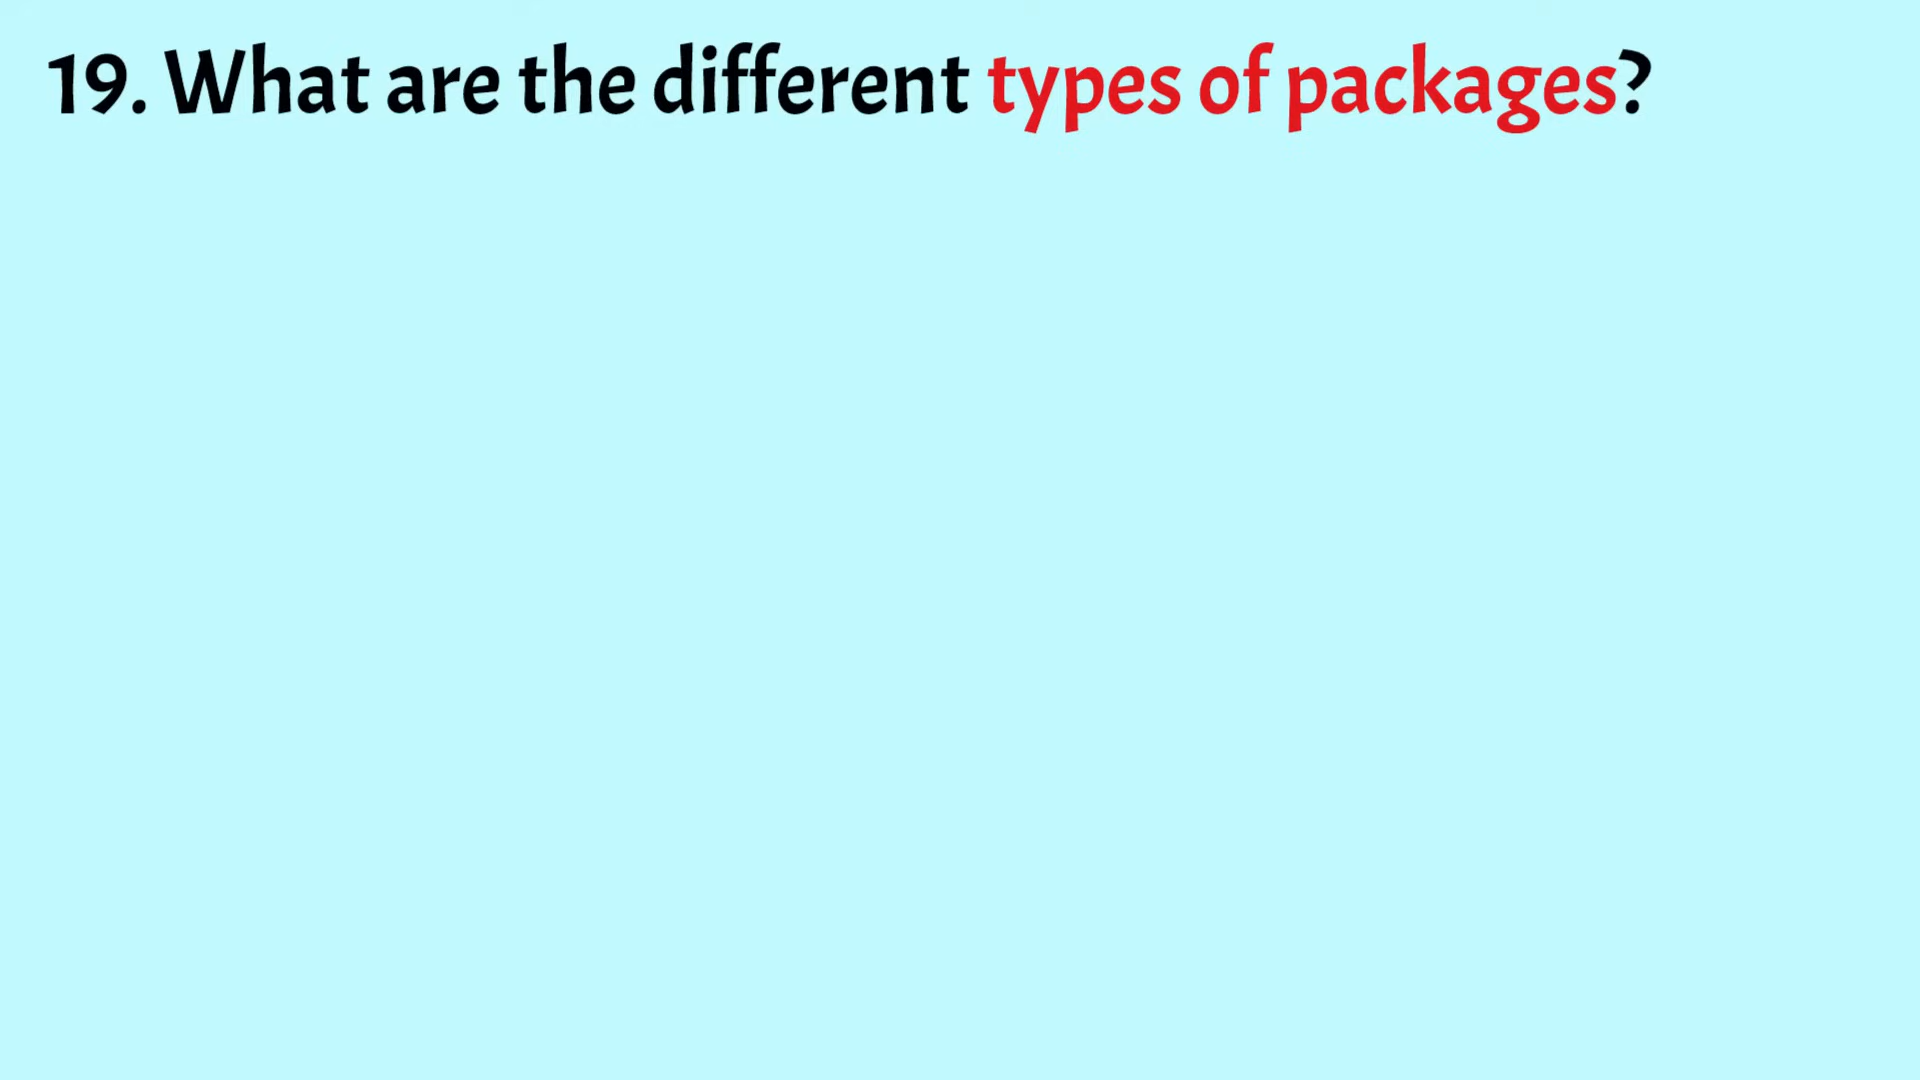 19. What are the different types of packages?